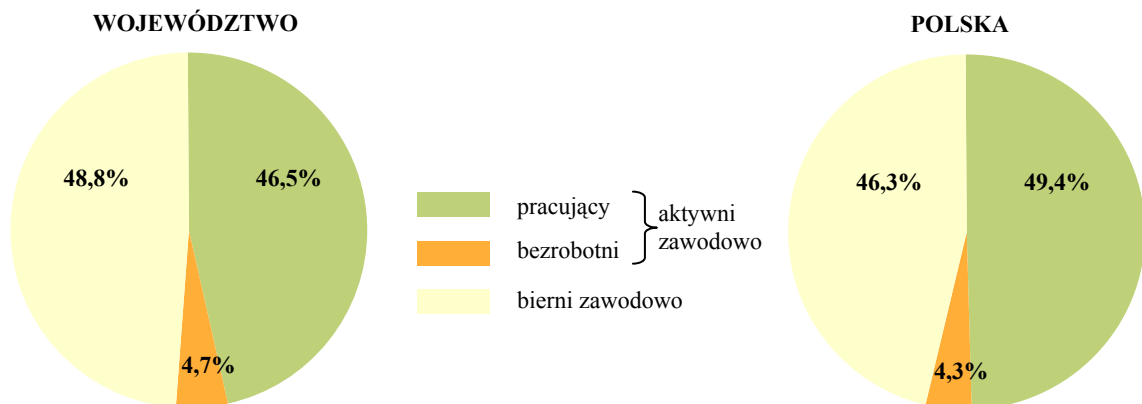 WOJEWÓDZTWO
48,8%
46,5%
4,7%
pracujący
bezrobotni
aktywni
zawodowo
bierni zawodowo
POLSKA
46,3%
49,4%
4,3%